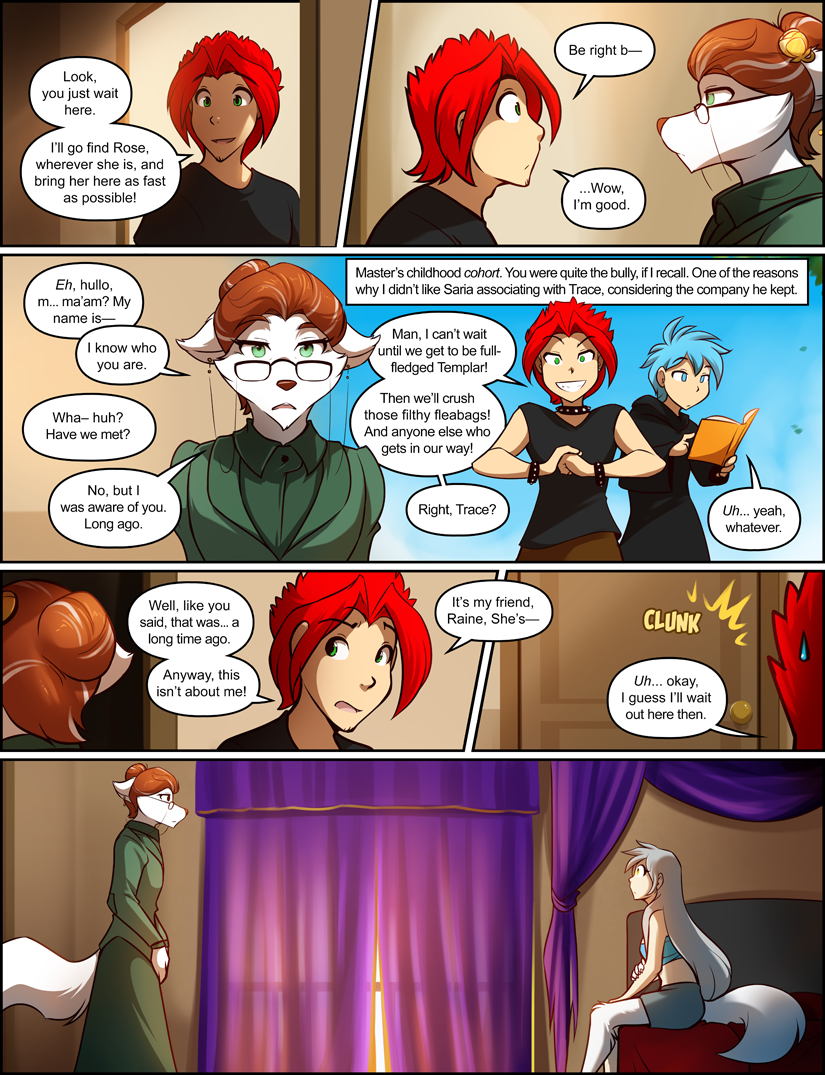 Look,
you just wait
here.
I'll go find Rose,
wherever she is, and
bring her here as fast
as possible!
Be right b—
...Wow,
I'm good.
Eh, hullo,
m... ma'am? My
name is—
I know who
you are.
Wha– huh?
Have we met?
No, but I
was aware of you.
Long ago.
Master's childhood cohort. You were quite the bully, if I recall. One of the reasons
why I didn't like Saria associating with Trace, considering the company he kept.
Man, I can't wait
until we get to be full-
fledged Templar!
Then we'll crush
those filthy fleabags!
And anyone else who
gets in our way!
Right, Trace?
Uh... yeah,
whatever.
Well, like you
said, that was... a
long time ago.
Anyway, this
isn't about me!
It's my friend,
Raine, She's—
CLUNK
Uh... okay,
I guess I'll wait
out here then.